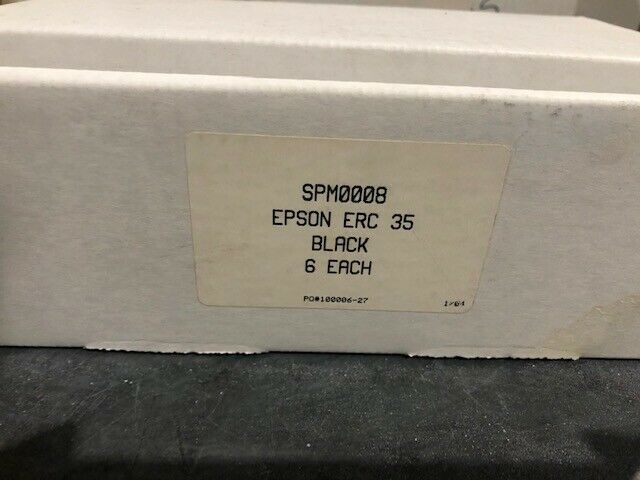 SPM0008
EPSON ERC 35
BLACK
6 EACH
PO#100006-27
1/04